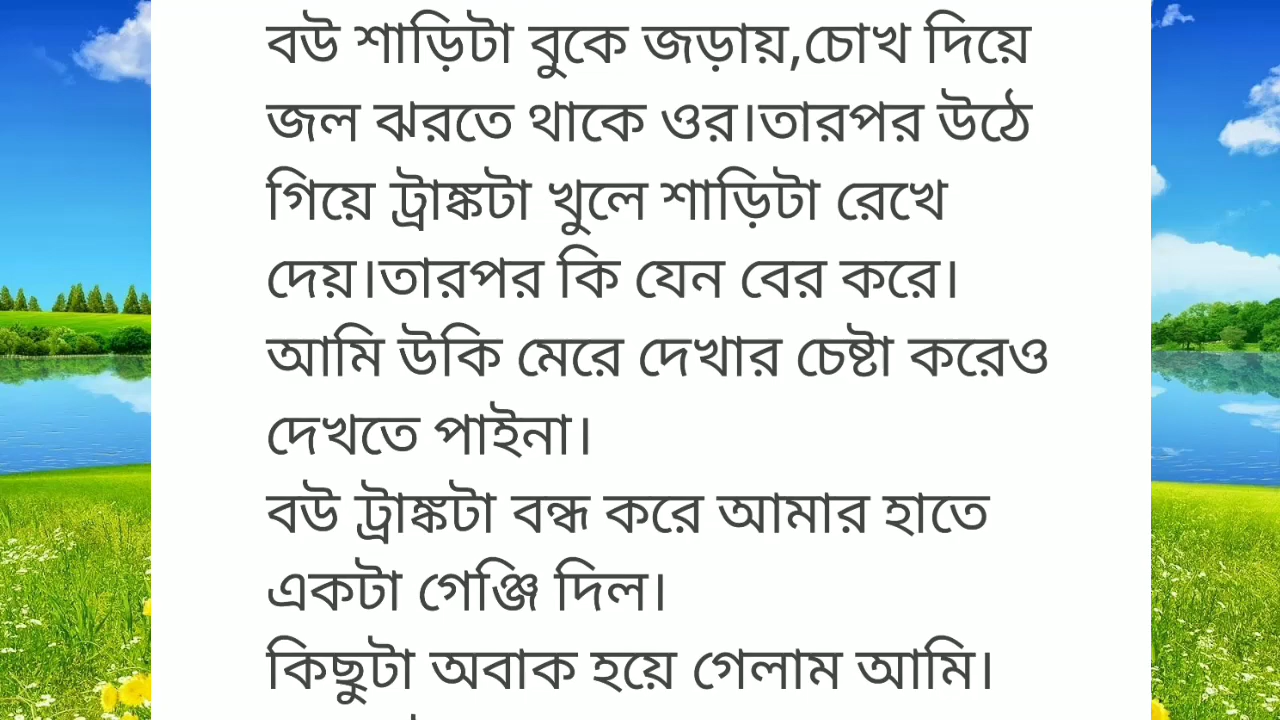 বউ শাড়িটা বুকে জড়ায়,চোখ দিয়ে
জল ঝরতে থাকে ওর।তারপর উঠে
গিয়ে ট্রাঙ্কটা খুলে শাড়িটা রেখে
দেয়।তারপর কি যেন বের করে।
আমি উকি মেরে দেখার চেষ্টা করেও
দেখতে পাইনা।
বউ ট্রাঙ্কটা বন্ধ করে আমার হাতে
একটা গেঞ্জি দিল।
কিছুটা অবাক হয়ে গেলাম আমি।